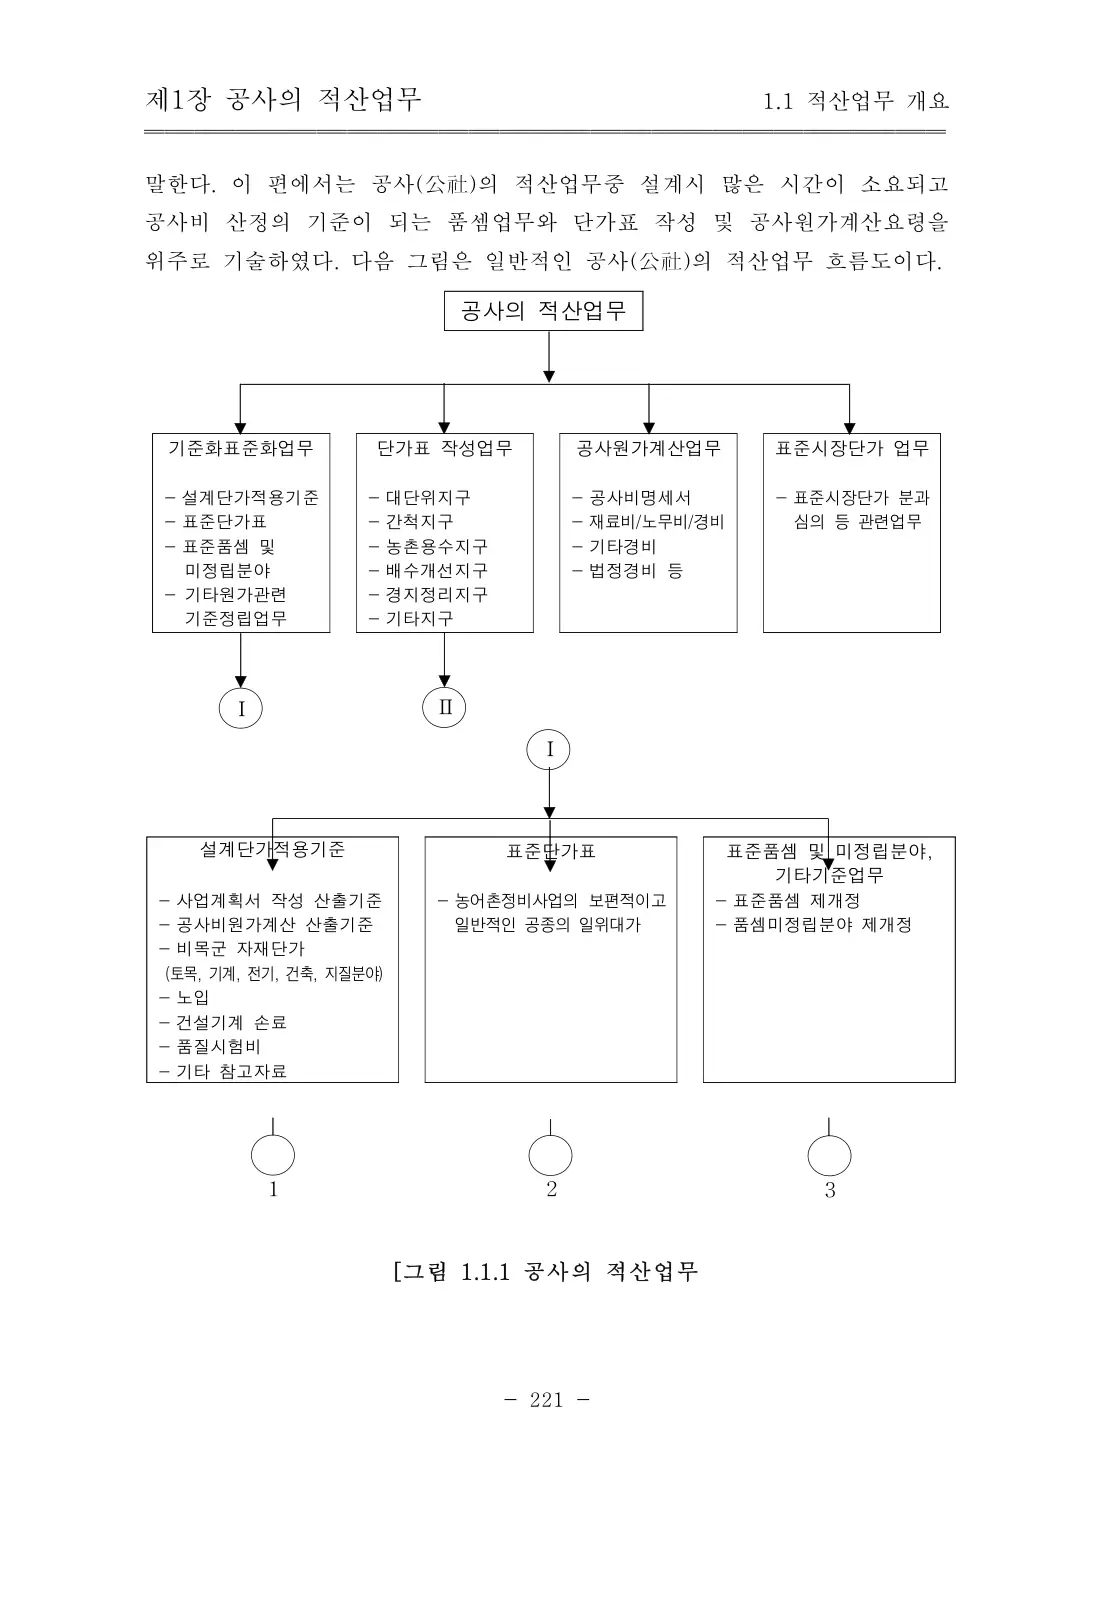 제1장 공사의 적산업무
1.1 적산업무 개요
말한다. 이 편에서는 공사(公社)의 적산업무중 설계시 많은 시간이 소요되고
공사비 산정의 기준이 되는 품셈업무와 단가표 작성 및 공사원가계산요령을
위주로 기술하였다. 다음 그림은 일반적인 공사(公社)의 적산업무 흐름도이다.
공사의 적산업무
기준화표준화업무
- 설계단가적용기준
- 표준단가표
- 표준품셈 및
미정립분야
- 기타원가관련
기준정립업무
단가표 작성업무
- 대단위지구
- 간척지구
- 농촌용수지구
- 배수개선지구
- 경지정리지구
- 기타지구
공사원가계산업무
- 공사비명세서
- 재료비/노무비/경비
- 기타경비
- 법정경비 등
표준시장단가 업무
- 표준시장단가 분과
심의 등 관련업무
Ⅰ
Ⅱ
Ⅰ
설계단가적용기준
- 사업계획서 작성 산출기준
- 공사비원가계산 산출기준
- 비목군 자재단가
(토목, 기계, 전기, 건축, 지질분야)
- 노임
- 건설기계 손료
- 품질시험비
- 기타 참고자료
표준단가표
- 농어촌정비사업의 보편적이고
일반적인 공종의 일위대가
표준품셈 및 미정립분야,
기타기준업무
- 표준품셈 제개정
- 품셈미정립분야 제개정
1
2
3
[그림 1.1.1 공사의 적산업무
- 221 -